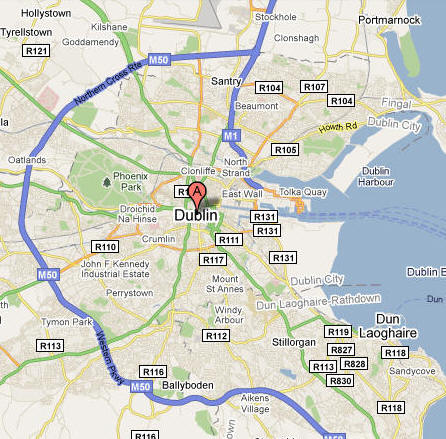 Hollystown
Tyrellstown
Kilshane
Goddamendy
Stockhole
Clonshagh
Portmarnock
R121
M50
Northern Cross Rte
Santry
R104
R107
R104
Beaumont
Fingal
Dublin City
M1
Howth Rd
R105
Oatlands
Clonliffe
North
Strand
Phoenix
Park
Dublin
Harbour
A
East Wall
Tolka Quay
Droichid
Na Hinse
Dublin
R131
R131
R111
R110
Crumlin
R117
R131
John F. Kennedy
Industrial Estate
M50
Mount
St Annes
Dublin City
Perrystown
Dun Laoghaire-Rathdown
Windy
Arbour
Dun
Laoghaire
Tymon Park
R113
R112
Stillorgan
R119
R827
R828
R118
R113
R830
Western Pkwy
R116
M50
Ballyboden
Sandycove
Aikens
Village
R118
R116
M50